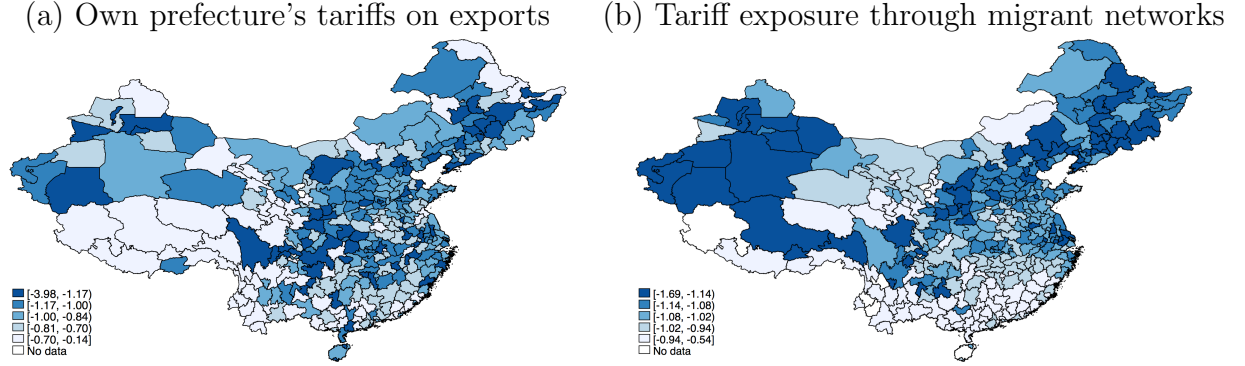 (a) Own prefecture's tariffs on exports
(b) Tariff exposure through migrant networks
[-3.98, -1.17)
[-1.17, -1.00)
[-1.00, -0.84)
[-0.81, -0.70)
[-0.70, -0.14]
No data
[-1.69, -1.14)
[-1.14, -1.08)
[-1.08, -1.02)
[-1.02, -0.94)
[-0.94, -0.54]
No data